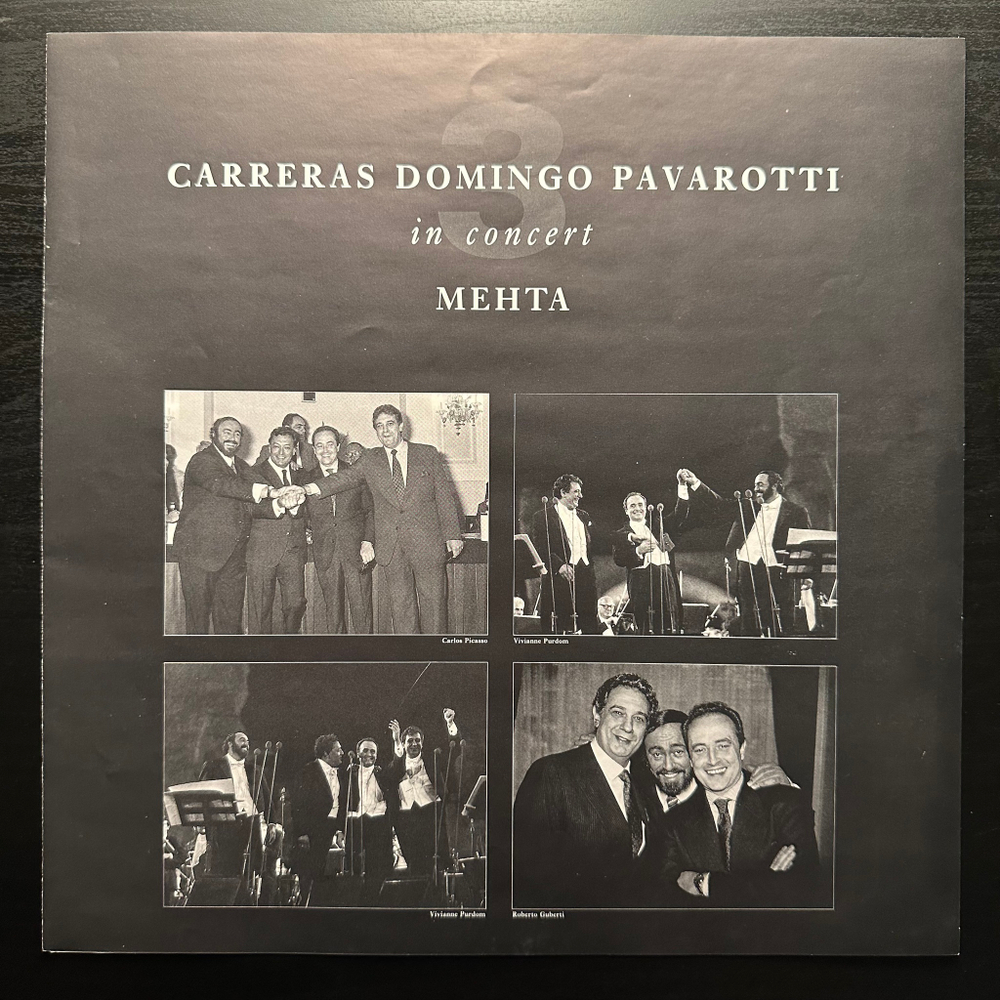 3
CARRERAS DOMINGO PAVAROTTI
in concert
MEHTA
Carlos Picasso
Vivianne Purdom
Vivianne Purdom
Roberto Guberti